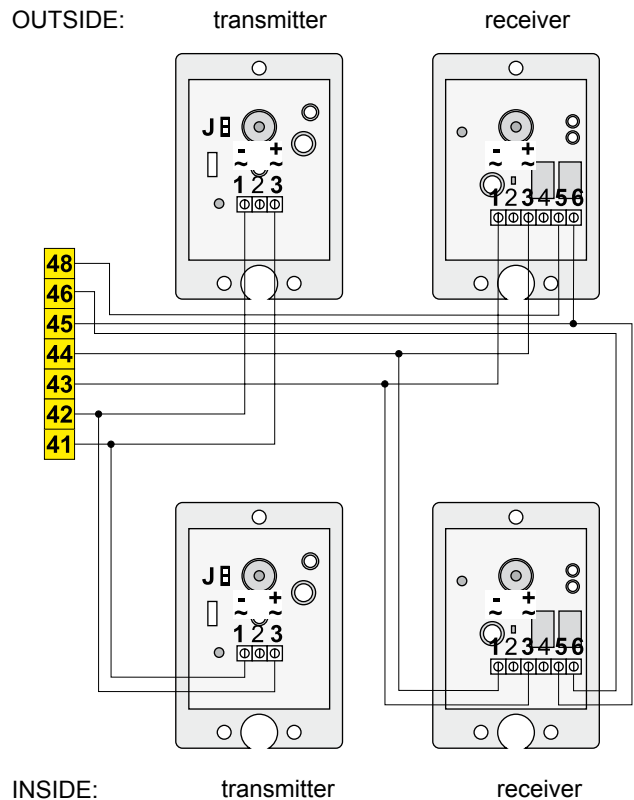 OUTSIDE: transmitter receiver
J - + - +
~ ~ ~ ~
1 2 3 1 2 3 4 5 6
48
46
45
44
43
42
41
J - + - +
~ ~ ~ ~
1 2 3 1 2 3 4 5 6
INSIDE: transmitter receiver